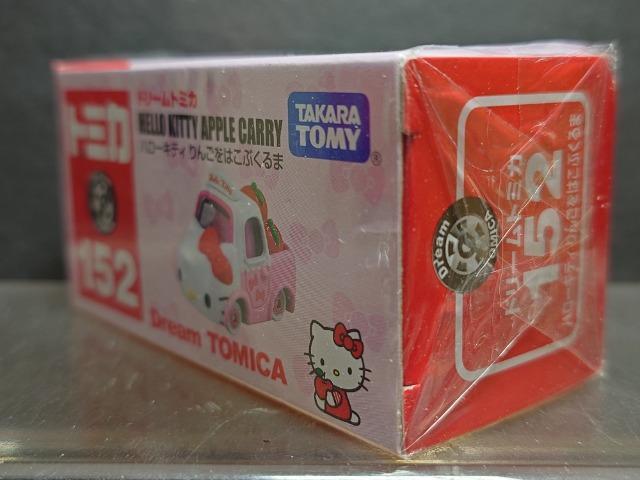 トミカ
152
ドリームトミカ
HELLO KITTY APPLE CARRY
ハローキティ りんごをはこぶくるま
TAKARA
TOMY
®
Dream TOMICA
Dream
TOMICA
ドリームトミカ
152